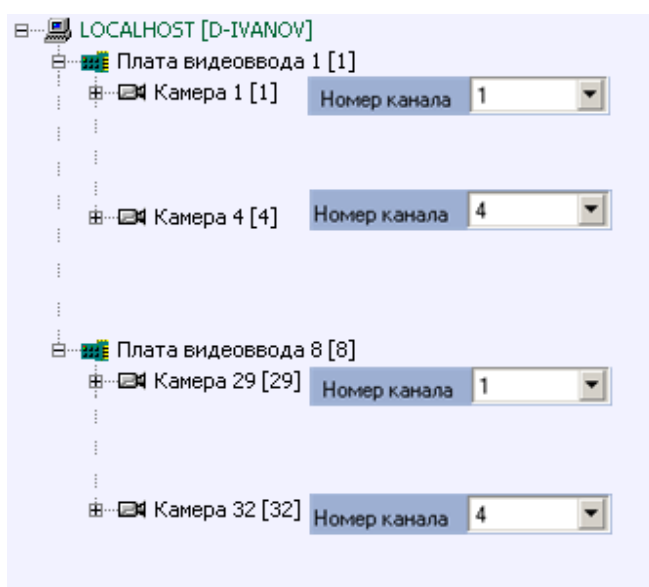 LOCALHOST [D-IVANOV]
Плата видеоввода 1 [1]
Камера 1 [1] Номер канала 1
Камера 4 [4] Номер канала 4
Плата видеоввода 8 [8]
Камера 29 [29] Номер канала 1
Камера 32 [32] Номер канала 4